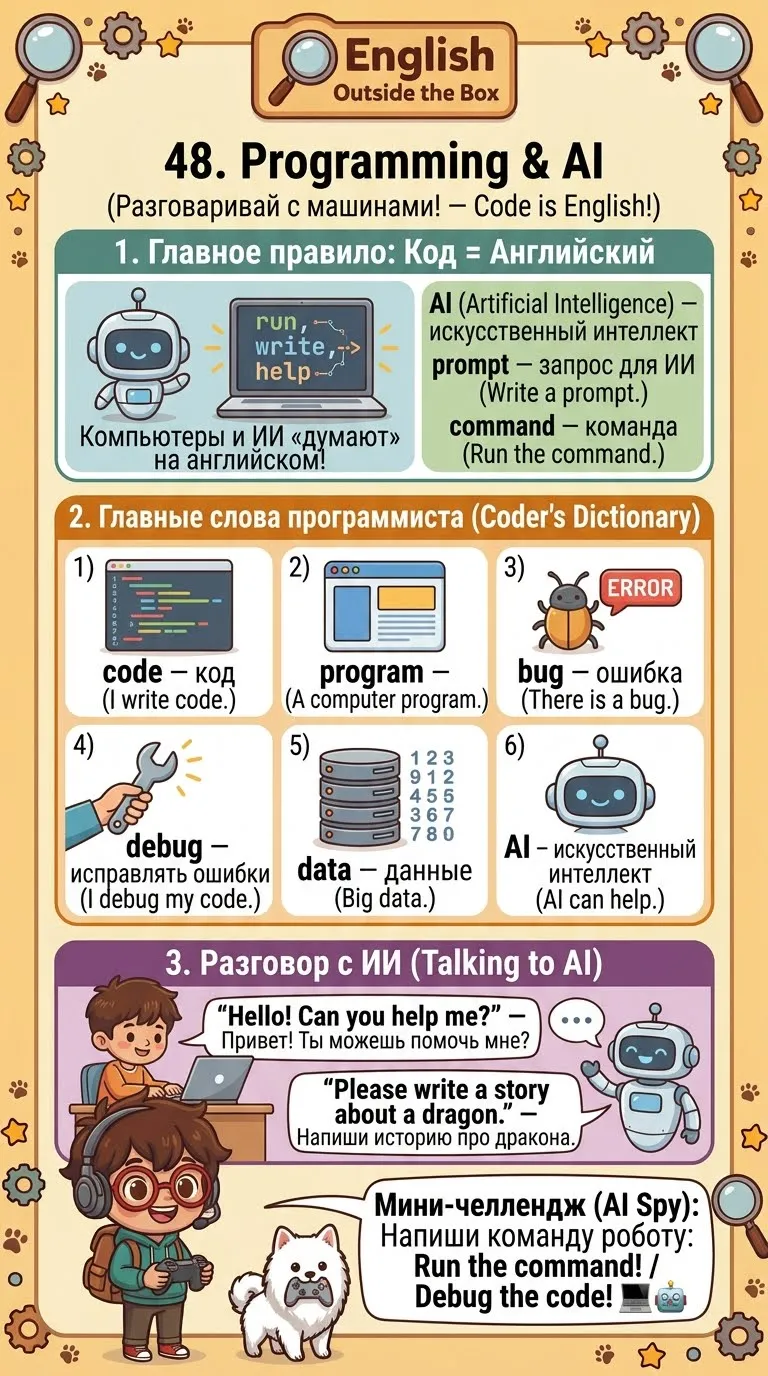 English
Outside the Box
48. Programming & AI
(Разговаривай с машинами! — Code is English!)
1. Главное правило: Код = Английский
run,
write,
help
Компьютеры и ИИ «думают»
на английском!
AI (Artificial Intelligence) —
искусственный интеллект
prompt — запрос для ИИ
(Write a prompt.)
command — команда
(Run the command.)
2. Главные слова программиста (Coder's Dictionary)
1)
code — код
(I write code.)
2)
program —
(A computer program.)
3)
ERROR
bug — ошибка
(There is a bug.)
4)
debug —
исправлять ошибки
(I debug my code.)
5)
1 2 3
9 1 2
4 5 5
3 6 7
7 8 0
data — данные
(Big data.)
6)
AI – искусственный
интеллект
(AI can help.)
3. Разговор с ИИ (Talking to AI)
“Hello! Can you help me?” —
Привет! Ты можешь помочь мне?
“Please write a story
about a dragon.” —
Напиши историю про дракона.
Мини-челлендж (AI Spy):
Напиши команду роботу:
Run the command! /
Debug the code! 💻🤖